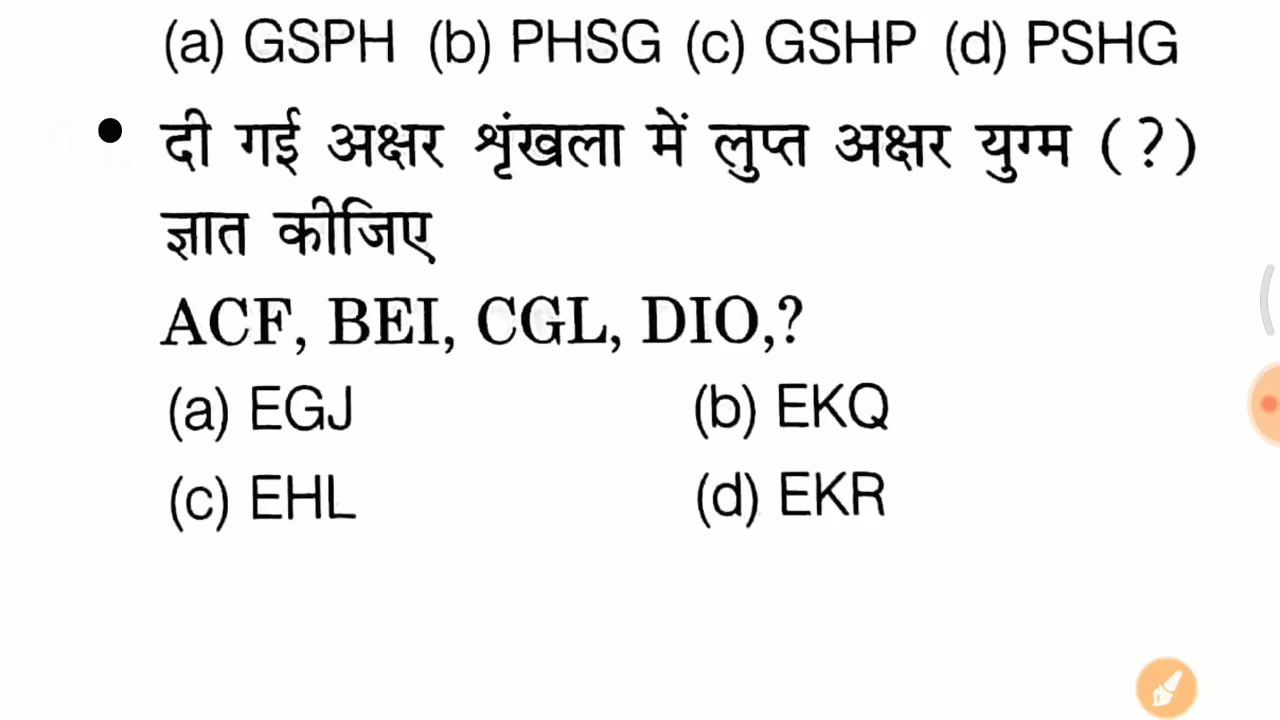 (a) GSPH (b) PHSG (c) GSHP (d) PSHG
• दी गई अक्षर शृंखला में लुप्त अक्षर युग्म (?)
ज्ञात कीजिए
ACF, BEI, CGL, DIO,?
(a) EGJ (b) EKQ
(c) EHL (d) EKR